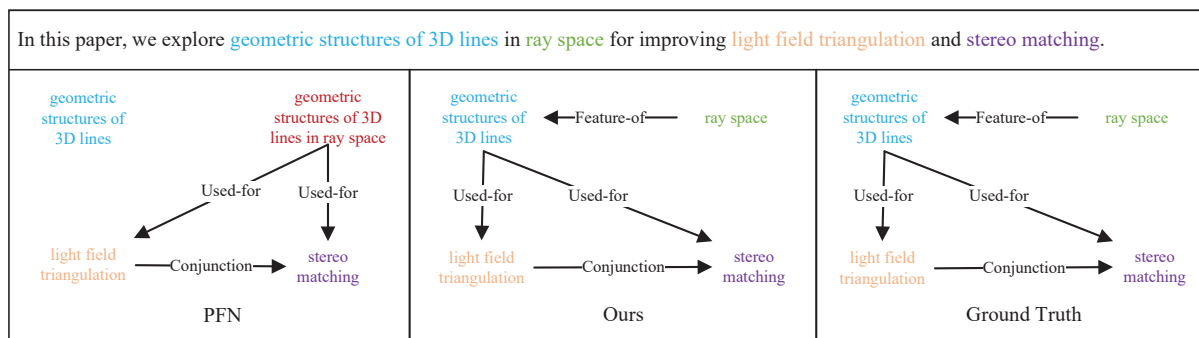 In this paper, we explore geometric structures of 3D lines in ray space for improving light field triangulation and stereo matching.
geometric
structures of
3D lines
geometric
structures of 3D
lines in ray space
Used-for
Used-for
light field
triangulation
Conjunction
stereo
matching
PFN
geometric
structures of
3D lines
Feature-of
ray space
Used-for
Used-for
light field
triangulation
Conjunction
stereo
matching
Ours
geometric
structures of
3D lines
Feature-of
ray space
Used-for
Used-for
light field
triangulation
Conjunction
stereo
matching
Ground Truth